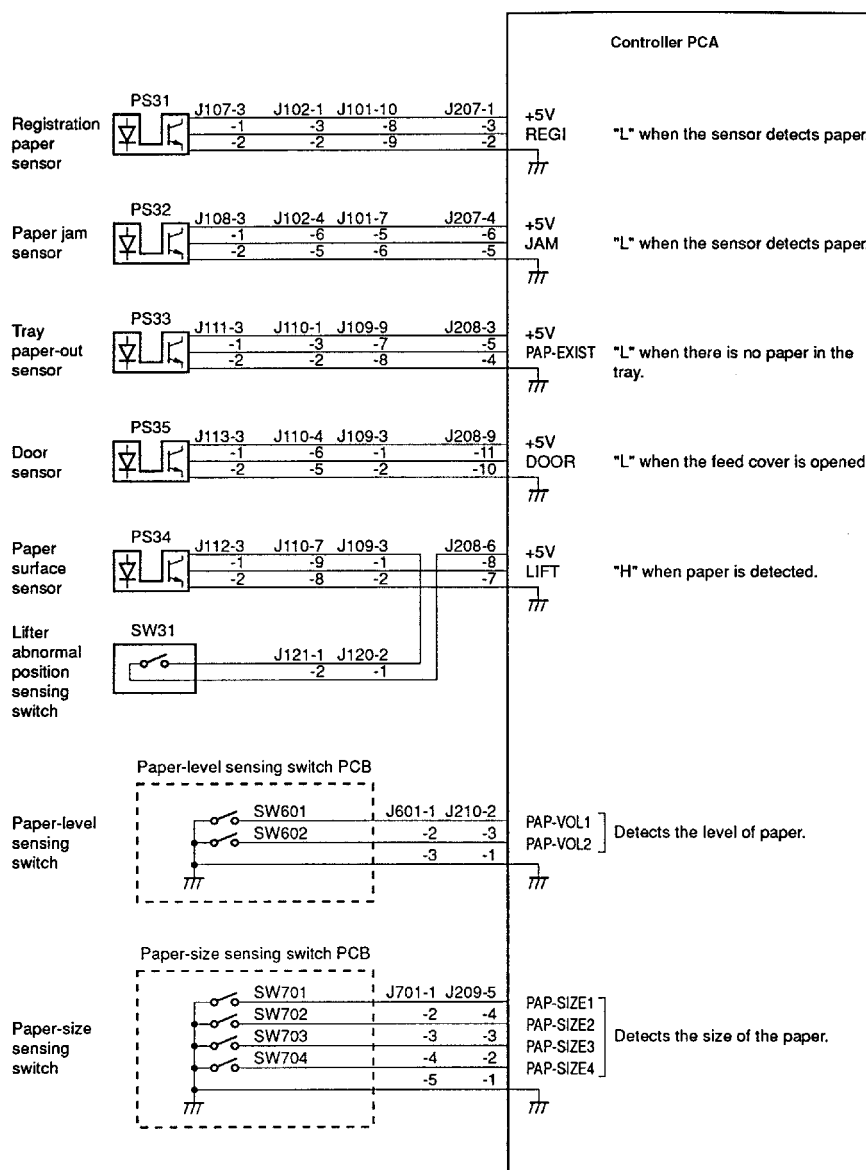 Controller PCA
PS31
J107-3 J102-1 J101-10 J207-1
+5V
Registration paper sensor
-1 -3 -8 -3
REGI
"L" when the sensor detects paper.
-2 -2 -9 -2
PS32
J108-3 J102-4 J101-7 J207-4
+5V
Paper jam sensor
-1 -6 -5 -6
JAM
"L" when the sensor detects paper.
-2 -5 -6 -5
PS33
J111-3 J110-1 J109-9 J208-3
+5V
Tray paper-out sensor
-1 -3 -7 -5
PAP-EXIST
"L" when there is no paper in the
tray.
-2 -2 -8 -4
PS35
J113-3 J110-4 J109-3 J208-9
+5V
Door sensor
-1 -6 -1 -11
DOOR
"L" when the feed cover is opened
-2 -5 -2 -10
PS34
J112-3 J110-7 J109-3 J208-6
+5V
Paper surface sensor
-1 -9 -1 -8
LIFT
"H" when paper is detected.
-2 -8 -2 -7
Lifter abnormal position sensing switch
SW31
J121-1 J120-2
-2 -1
Paper-level sensing switch PCB
Paper-level sensing switch
SW601 J601-1 J210-2 PAP-VOL1
SW602 -2 -3 PAP-VOL2
Detects the level of paper.
-3 -1
Paper-size sensing switch PCB
Paper-size sensing switch
SW701 J701-1 J209-5 PAP-SIZE1
SW702 -2 -4 PAP-SIZE2
SW703 -3 -3 PAP-SIZE3
SW704 -4 -2 PAP-SIZE4
Detects the size of the paper.
-5 -1